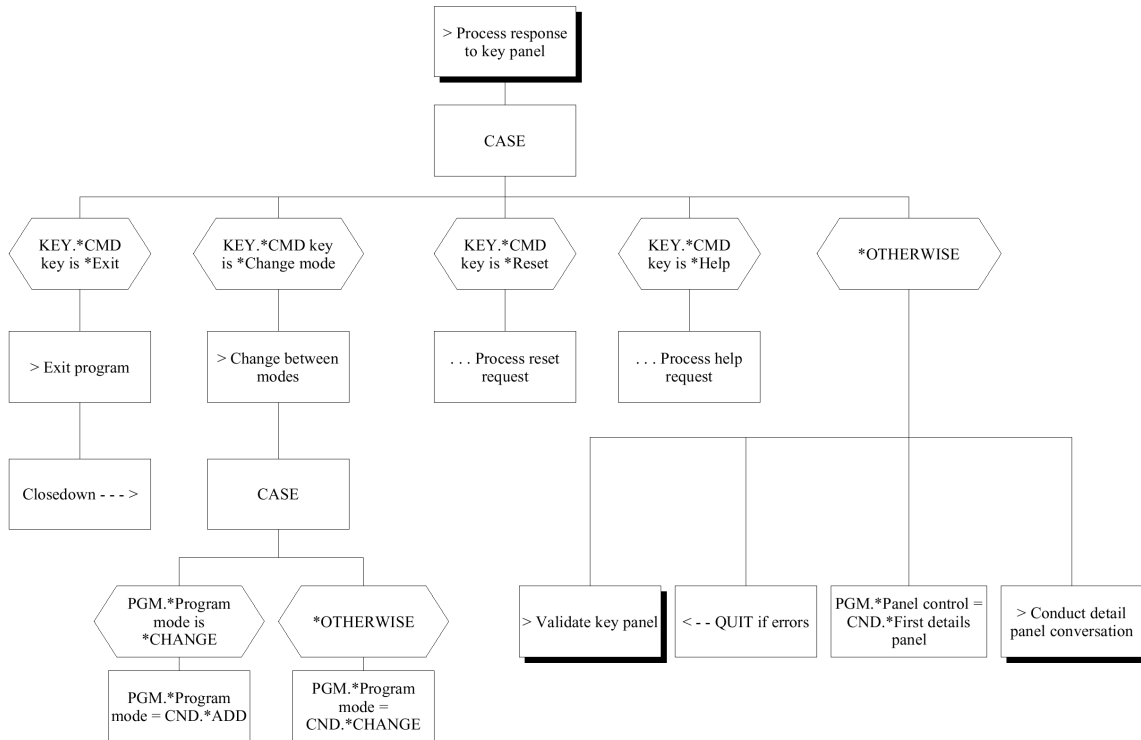 > Process response
to key panel
CASE
KEY.*CMD
key is *Exit
KEY.*CMD key
is *Change mode
KEY.*CMD
key is *Reset
KEY.*CMD
key is *Help
*OTHERWISE
> Exit program
> Change between
modes
. . . Process reset
request
. . . Process help
request
Closedown - - - >
CASE
PGM.*Program
mode is
*CHANGE
*OTHERWISE
> Validate key panel
< - - QUIT if errors
PGM.*Panel control =
CND.*First details
panel
> Conduct detail
panel conversation
PGM.*Program
mode = CND.*ADD
PGM.*Program
mode =
CND.*CHANGE